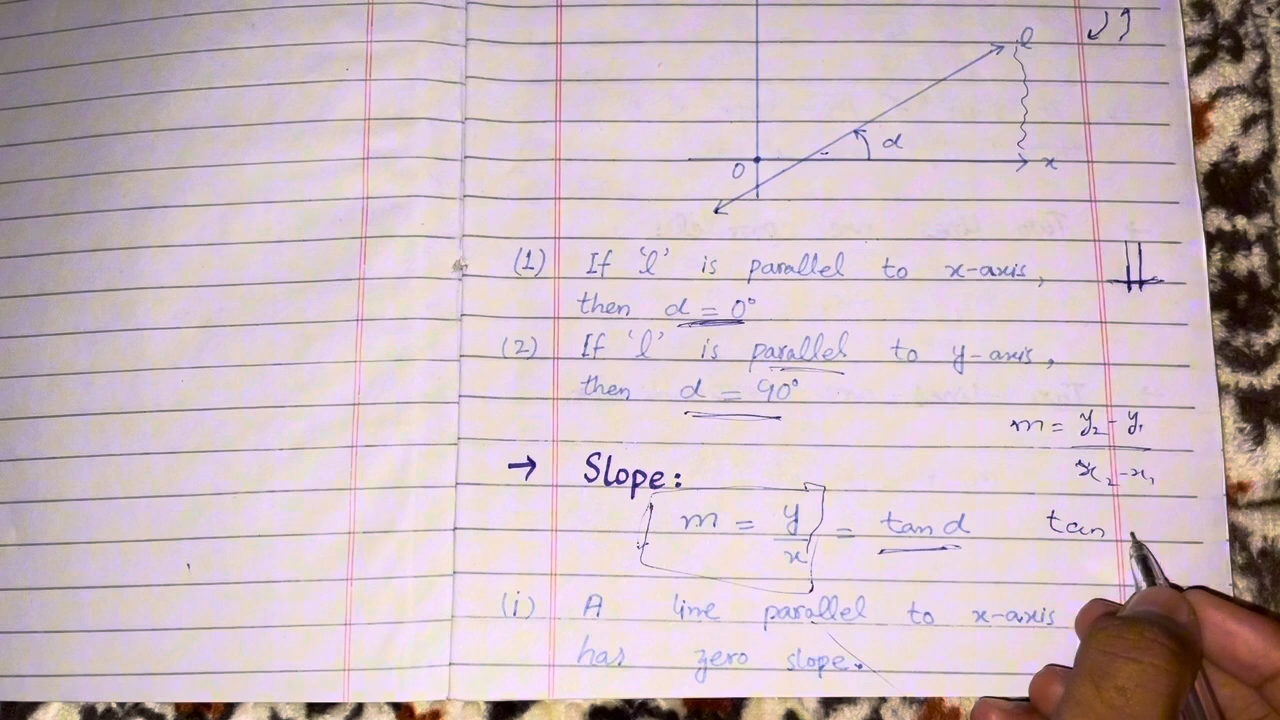 l
α
O
x
(1) If 'l' is parallel to x-axis,
then α = 0°
(2) If 'l' is parallel to y-axis,
then α = 90°
m = y₂ - y₁ / x₂ - x₁
→ Slope:
m = y/x = tan α tan
(i) A line parallel to x-axis
has zero slope.